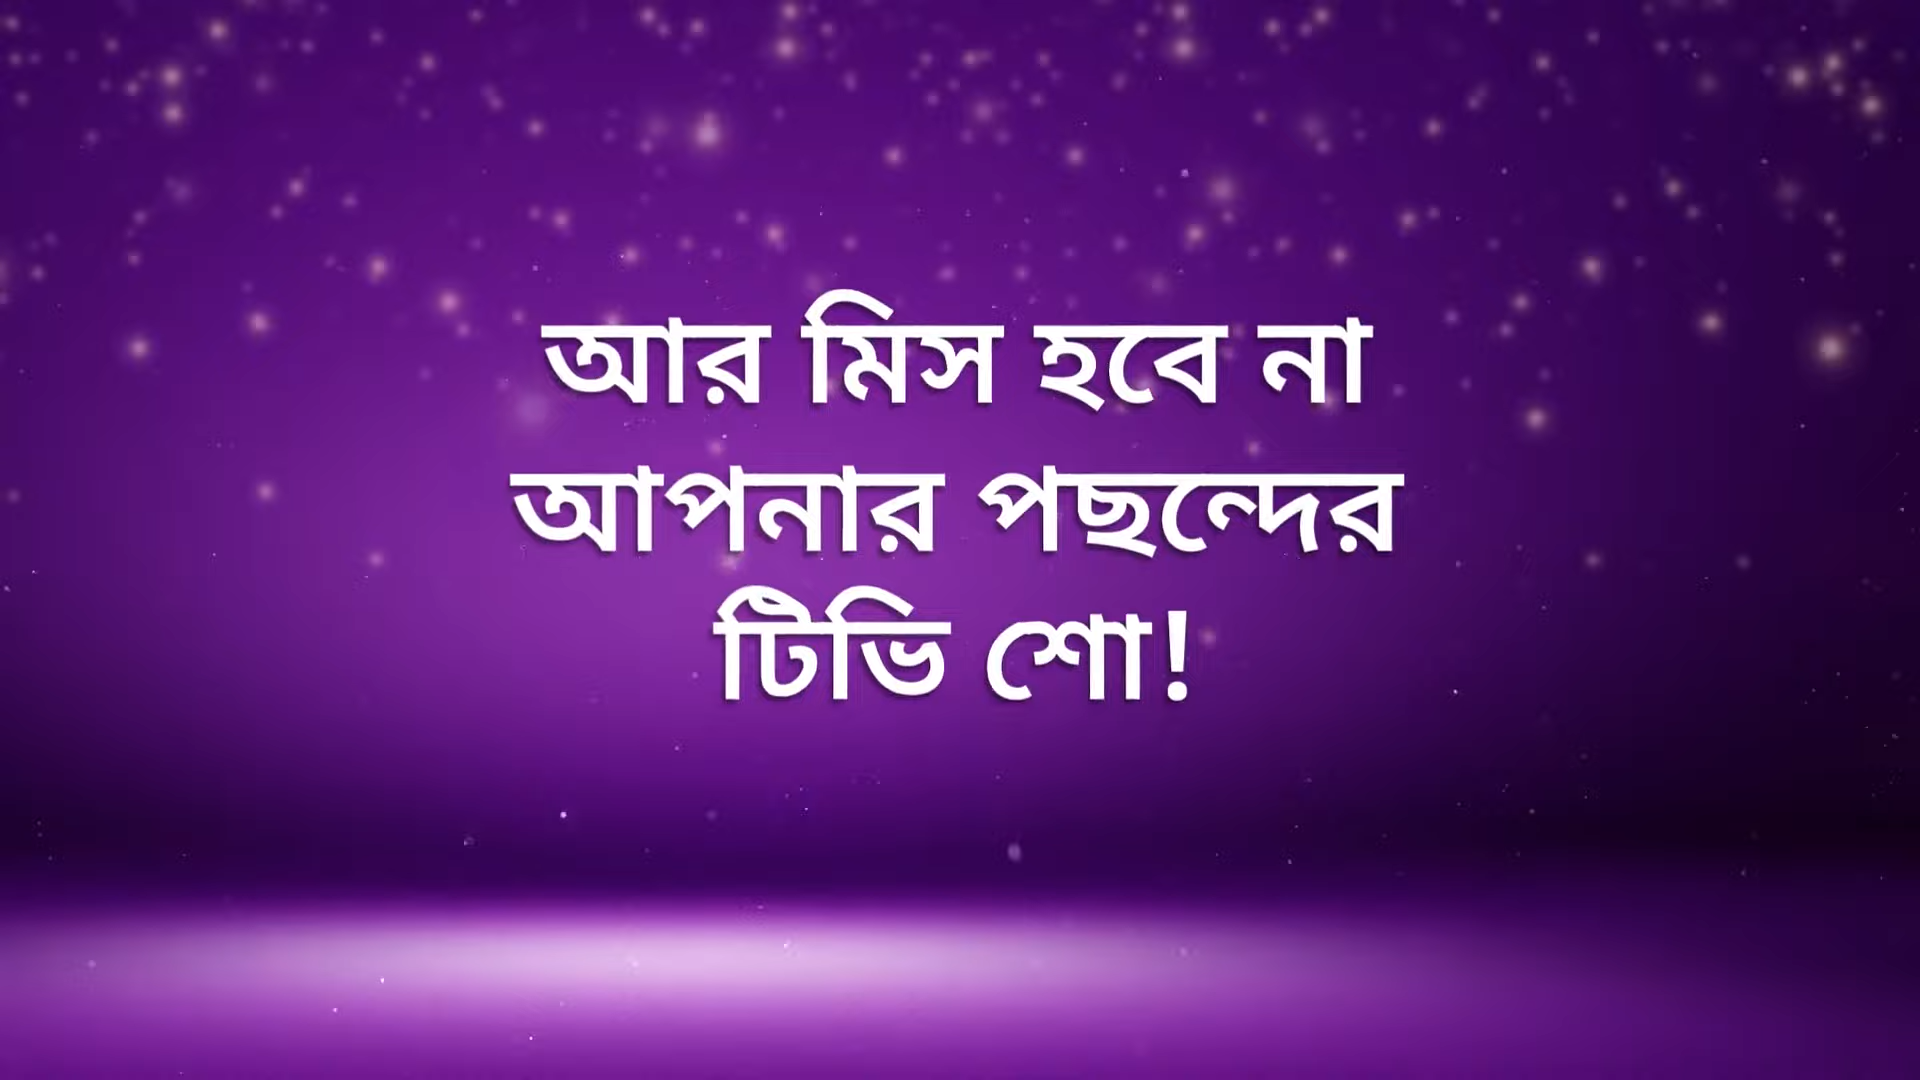 আর মিস হবে না
আপনার পছন্দের
টিভি শো!